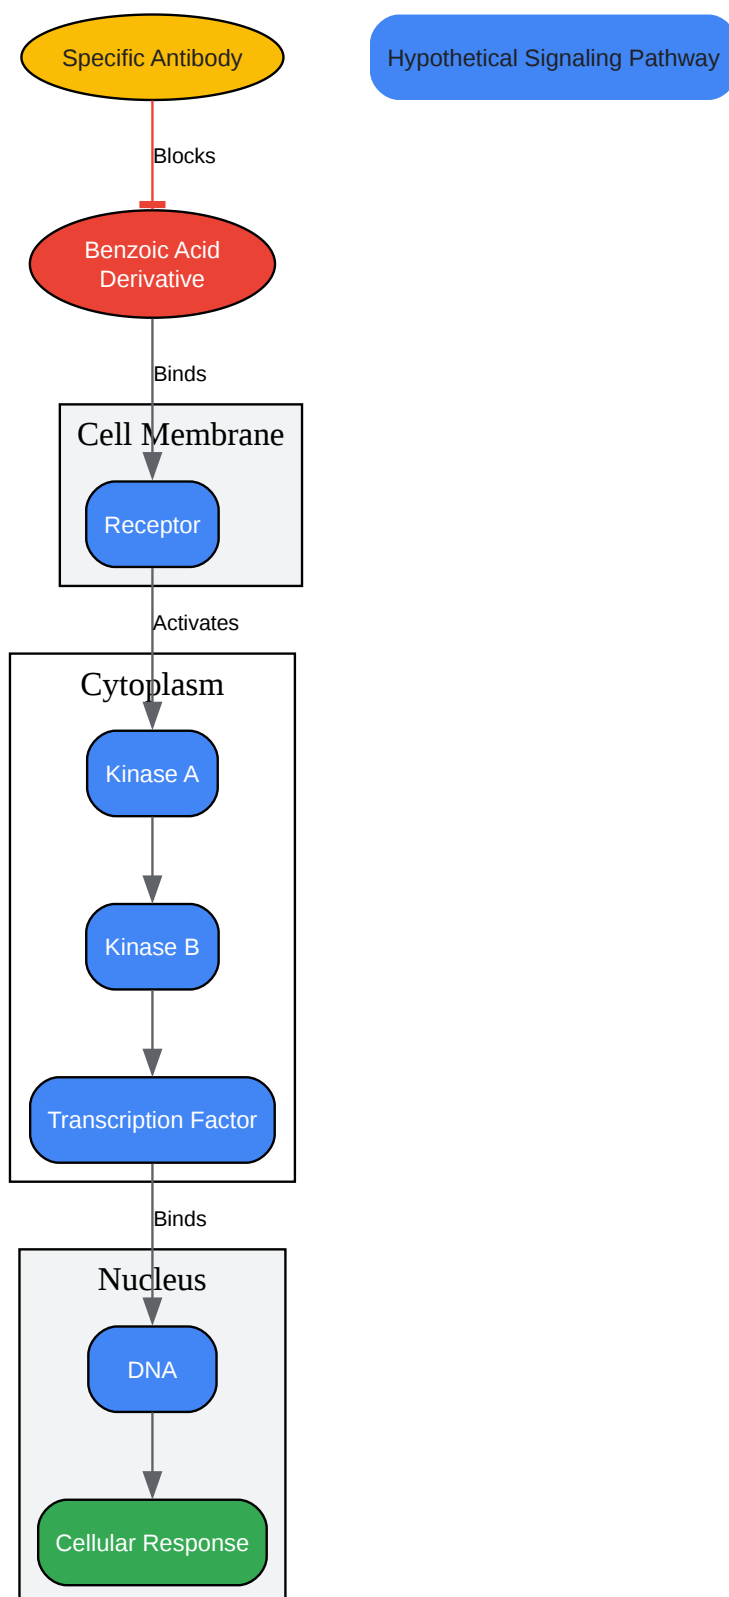 Specific Antibody
Hypothetical Signaling Pathway
Blocks
Benzoic Acid
Derivative
Binds
Cell Membrane
Receptor
Activates
Cytoplasm
Kinase A
Kinase B
Transcription Factor
Binds
Nucleus
DNA
Cellular Response